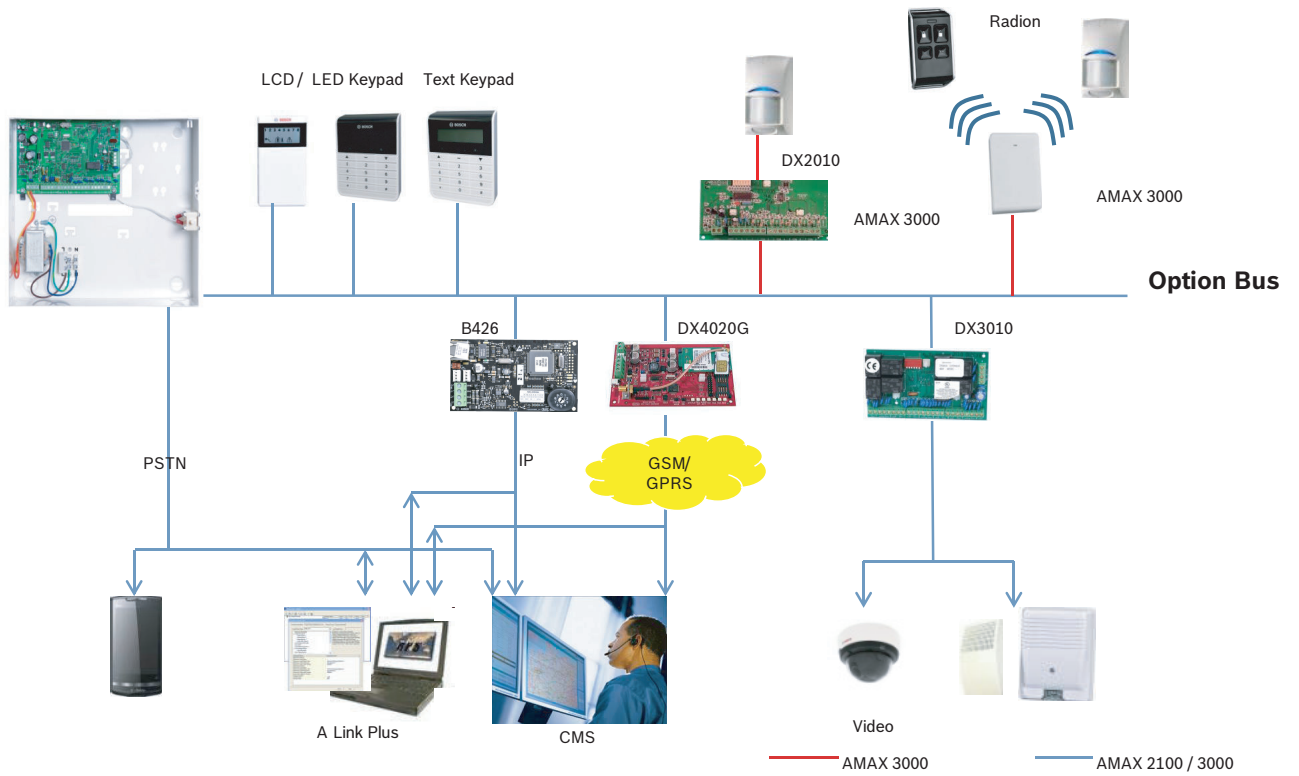 Radion
LCD / LED Keypad
Text Keypad
DX2010
AMAX 3000
AMAX 3000
Option Bus
B426
DX4020G
DX3010
PSTN
IP
GSM/
GPRS
A Link Plus
CMS
Video
AMAX 3000
AMAX 2100 / 3000